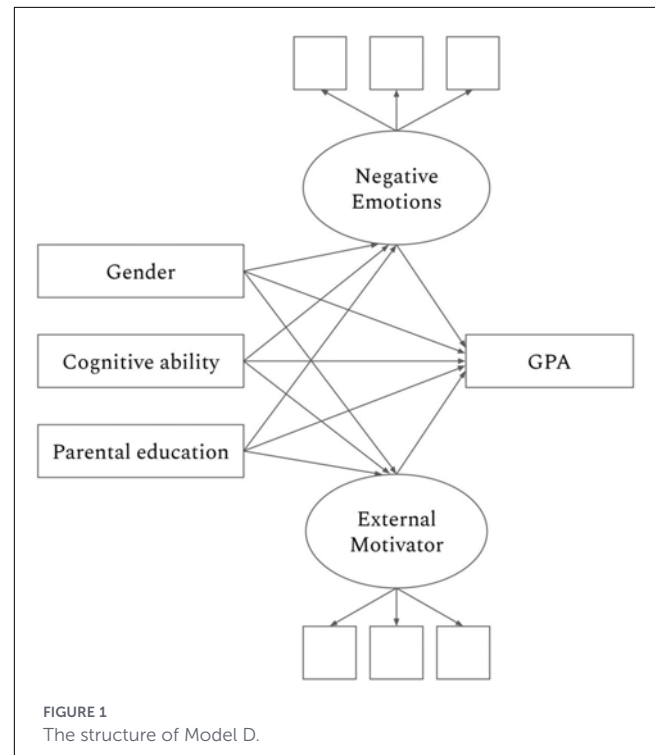 Negative
Emotions
Gender
Cognitive ability
GPA
Parental education
External
Motivator
FIGURE 1
The structure of Model D.